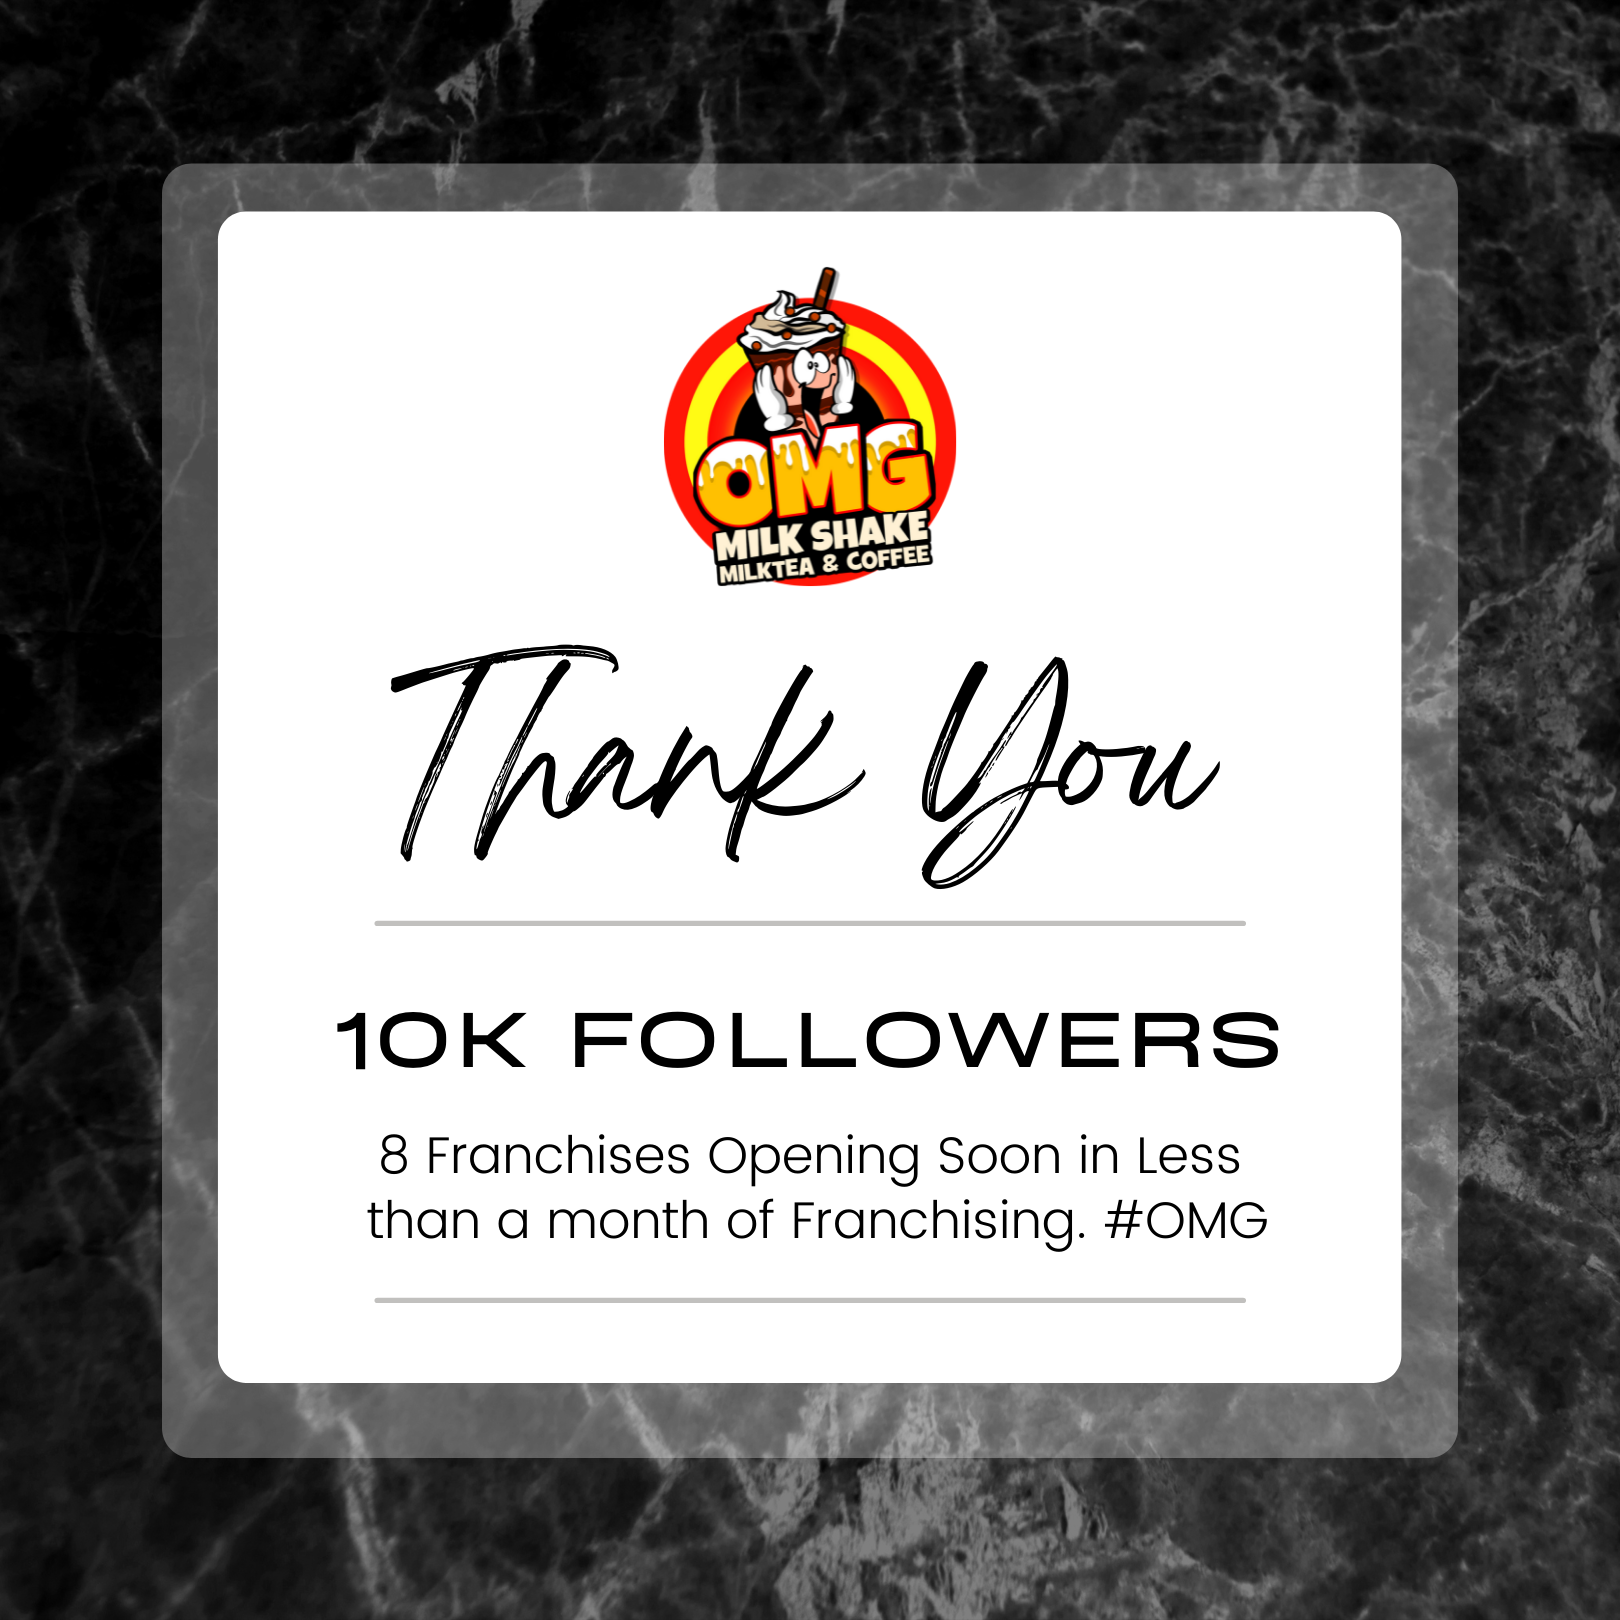 OMG
MILK SHAKE
MILKTEA & COFFEE
Thank You
10K FOLLOWERS
8 Franchises Opening Soon in Less
than a month of Franchising. #OMG